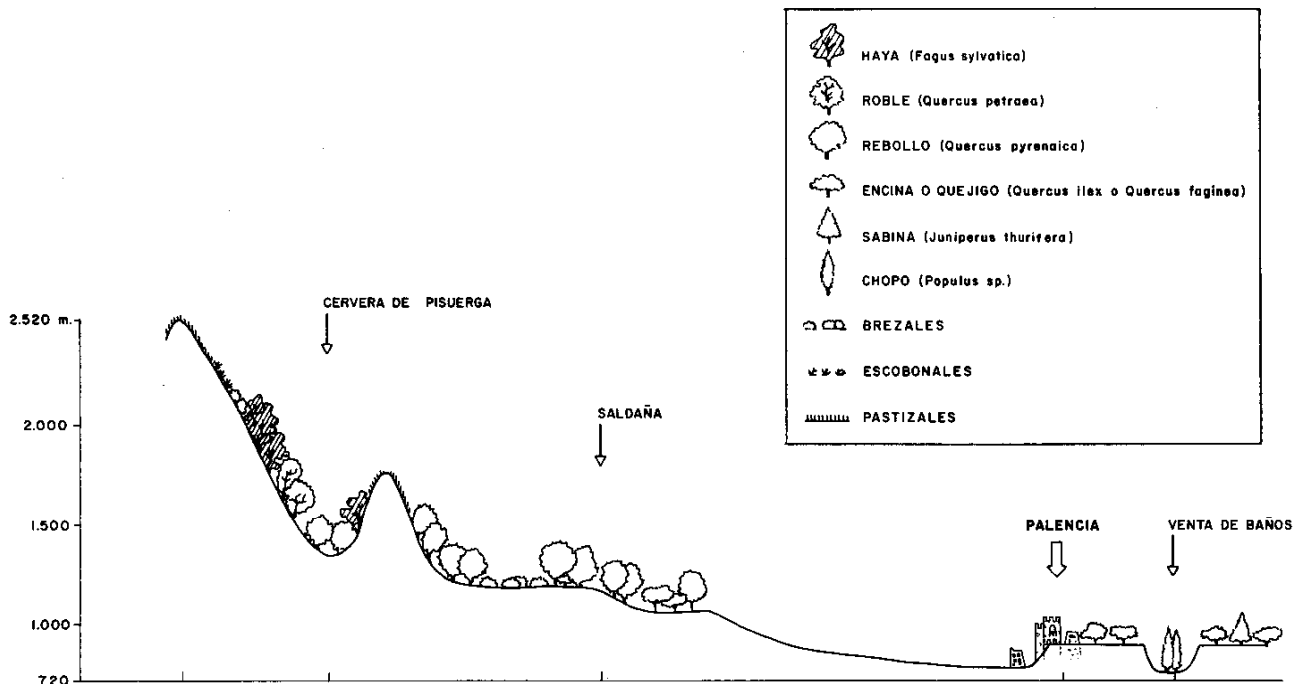 HAYA (Fagus sylvatica)
ROBLE (Quercus petraea)
REBOLLO (Quercus pyrenaica)
ENCINA O QUEJIGO (Quercus ilex o Quercus faginea)
SABINA (Juniperus thurifera)
CHOPO (Populus sp.)
BREZALES
ESCOBONALES
PASTIZALES
CERVERA DE PISUERGA
SALDAÑA
PALENCIA
VENTA DE BAÑOS
2.520 m.
2.000
1.500
1.000
720